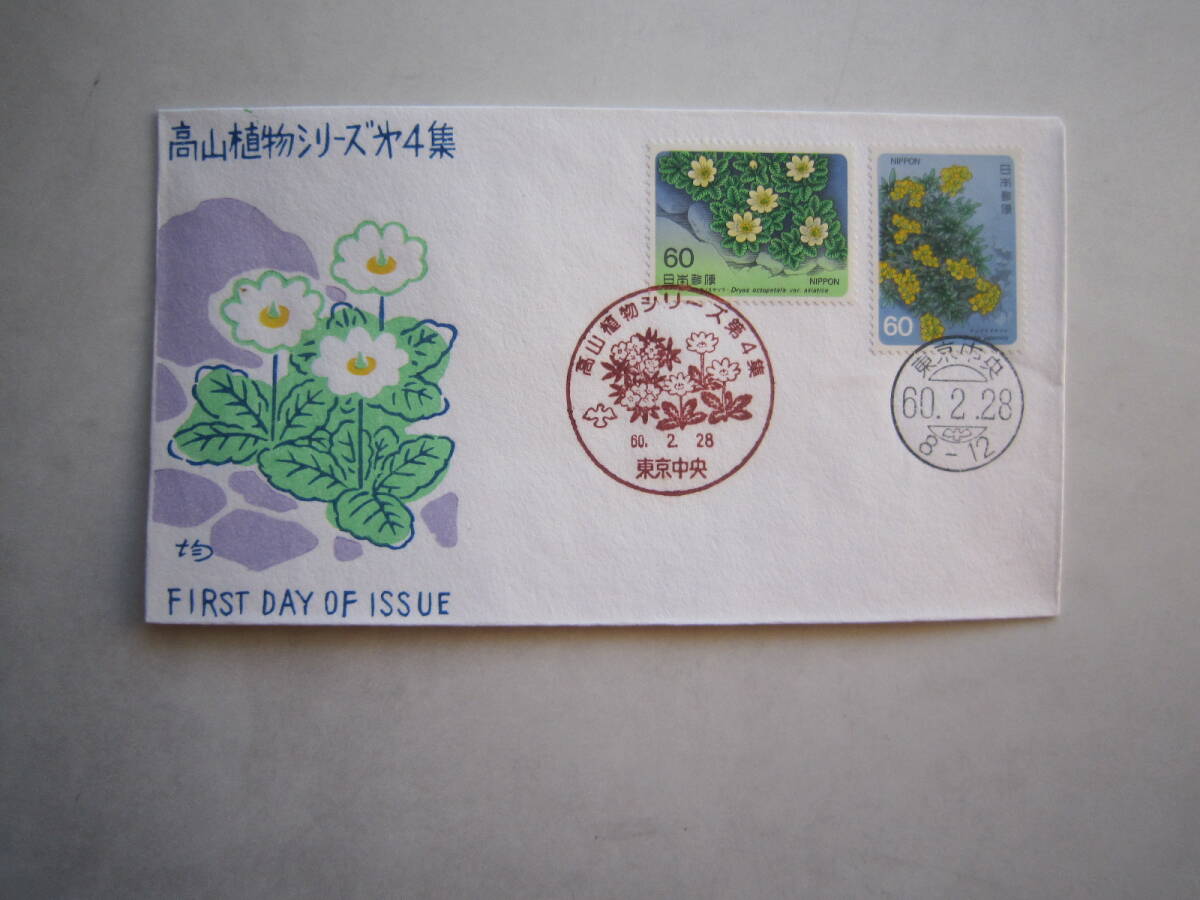 高山植物シリーズ第4集
60
日本郵便
NIPPON
Dryas octopetala var. asiatica
NIPPON
日本郵便
60
高山植物シリーズ第4集
60. 2. 28
東京中央
東京中央
60.2.28
8-12
FIRST DAY OF ISSUE